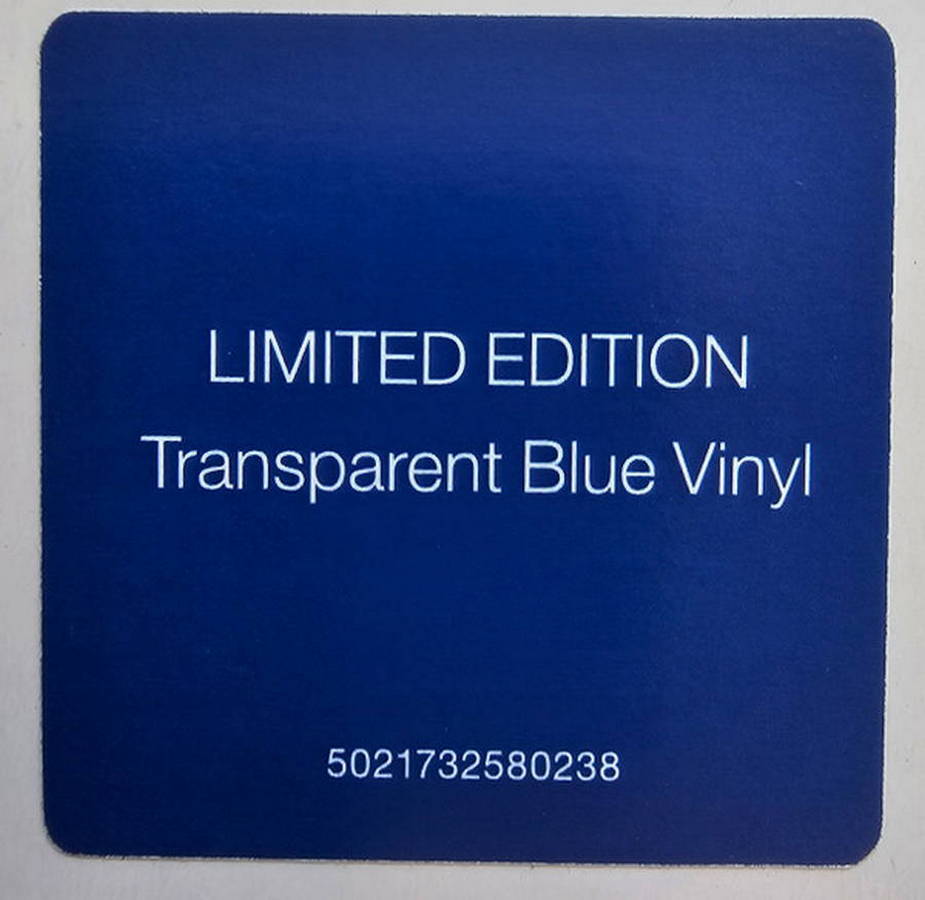 LIMITED EDITION
Transparent Blue Vinyl
5021732580238